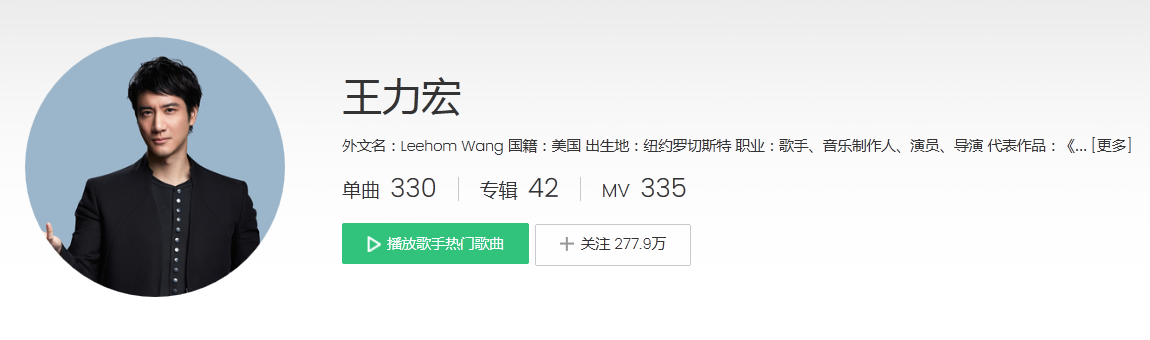 王力宏
外文名：Leehom Wang 国籍：美国 出生地：纽约罗切斯特 职业：歌手、音乐制作人、演员、导演 代表作品：《... [更多]
单曲 330 专辑 42 MV 335
播放歌手热门歌曲 关注 277.9万